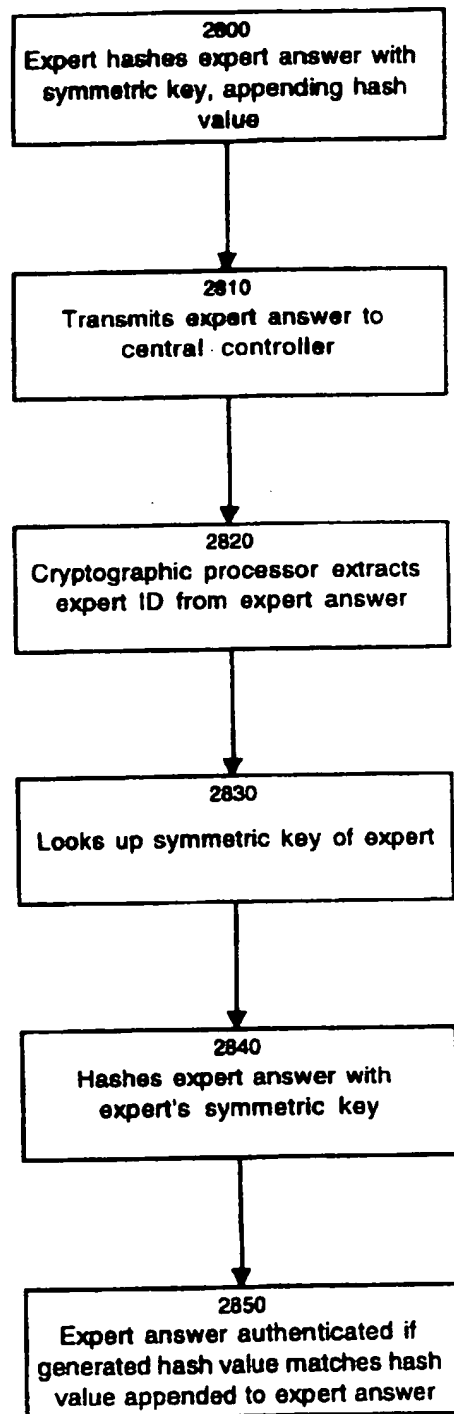 2800
Expert hashes expert answer with
symmetric key, appending hash
value
2810
Transmits expert answer to
central controller
2820
Cryptographic processor extracts
expert ID from expert answer
2830
Looks up symmetric key of expert
2840
Hashes expert answer with
expert's symmetric key
2850
Expert answer authenticated if
generated hash value matches hash
value appended to expert answer